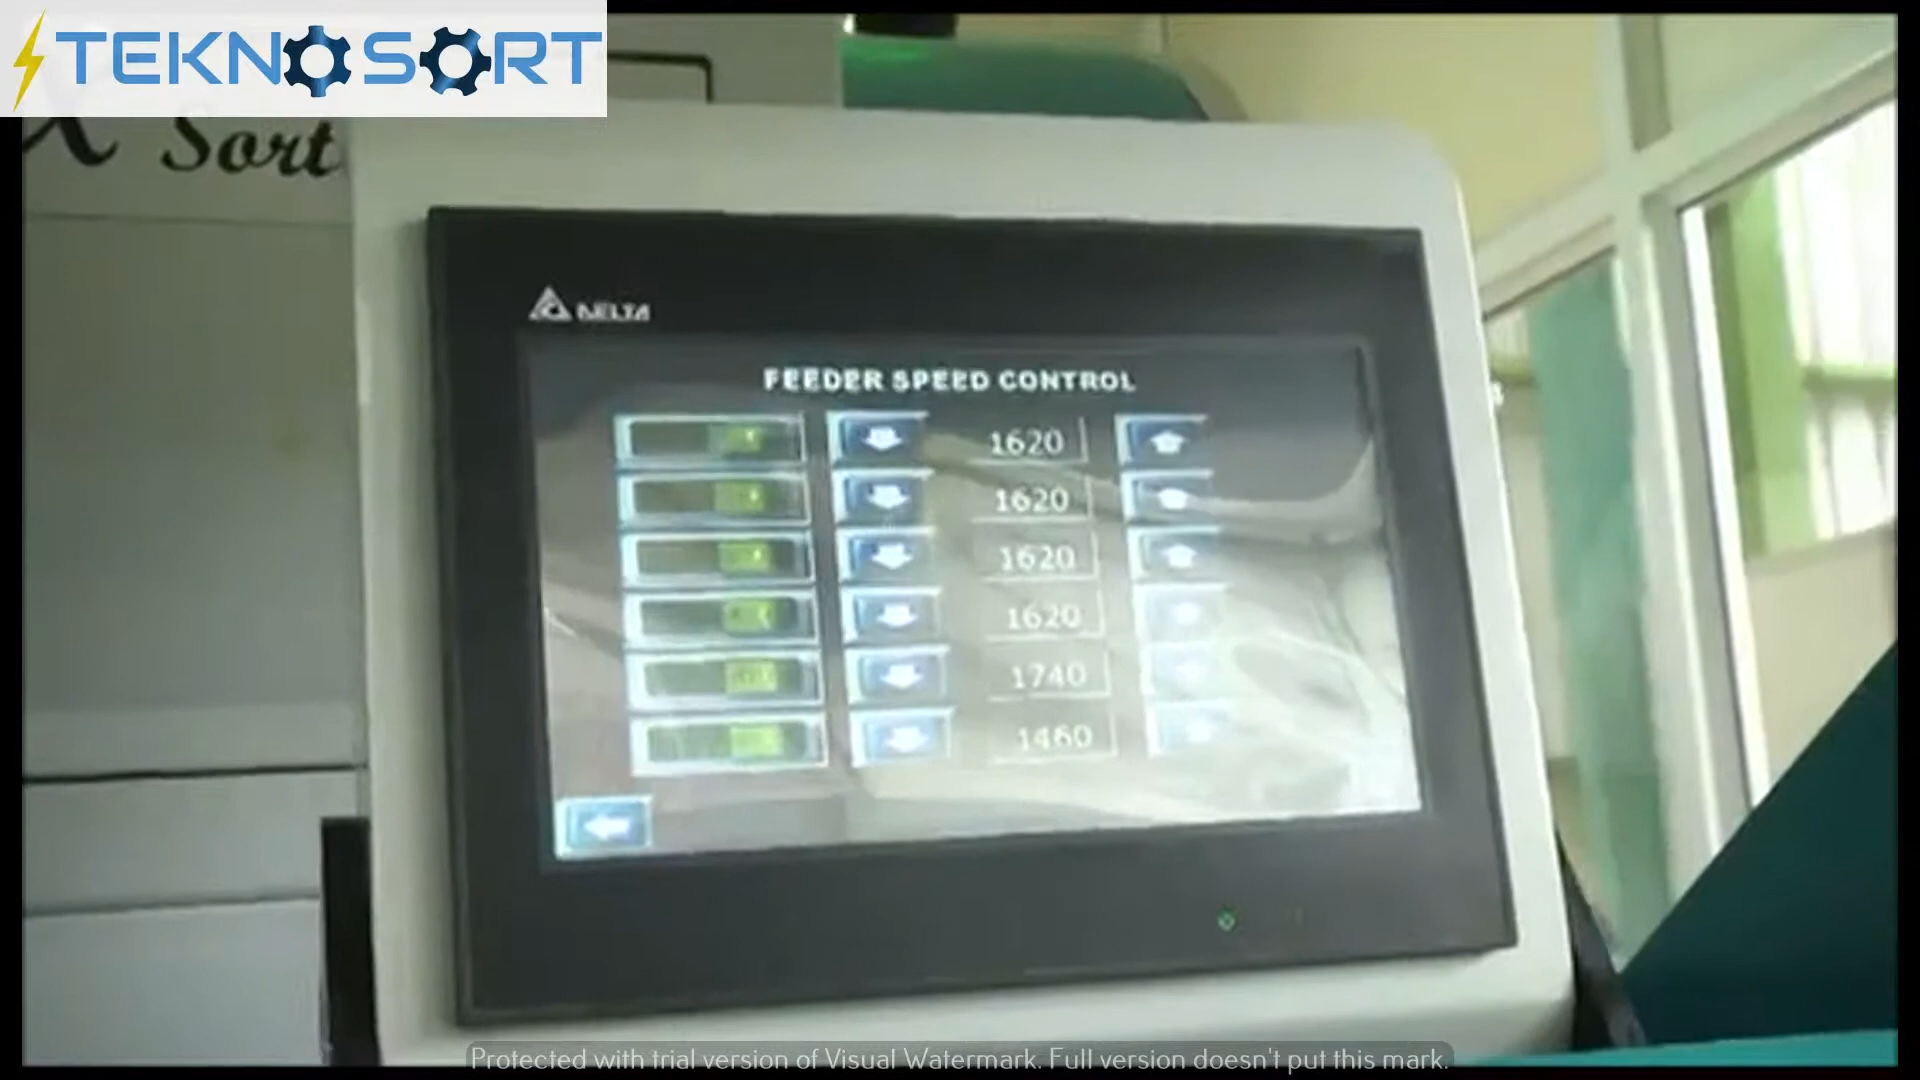 TEKNOSORT
X Sort
DELTA
FEEDER SPEED CONTROL
1620
1620
1620
1620
1740
1460
Protected with trial version of Visual Watermark. Full version doesn't put this mark.